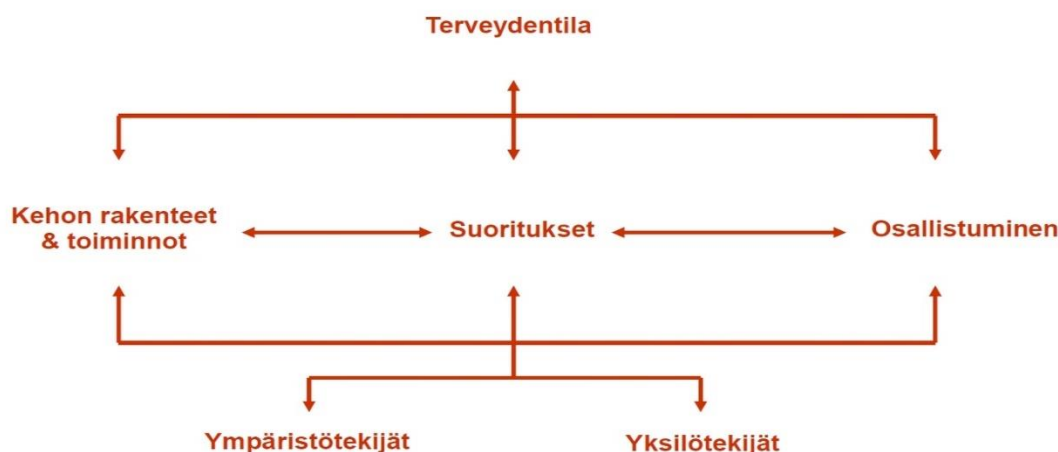 Terveydentila
Kehon rakenteet
& toiminnot
Suoritukset
Osallistuminen
Ympäristötekijät
Yksilötekijät